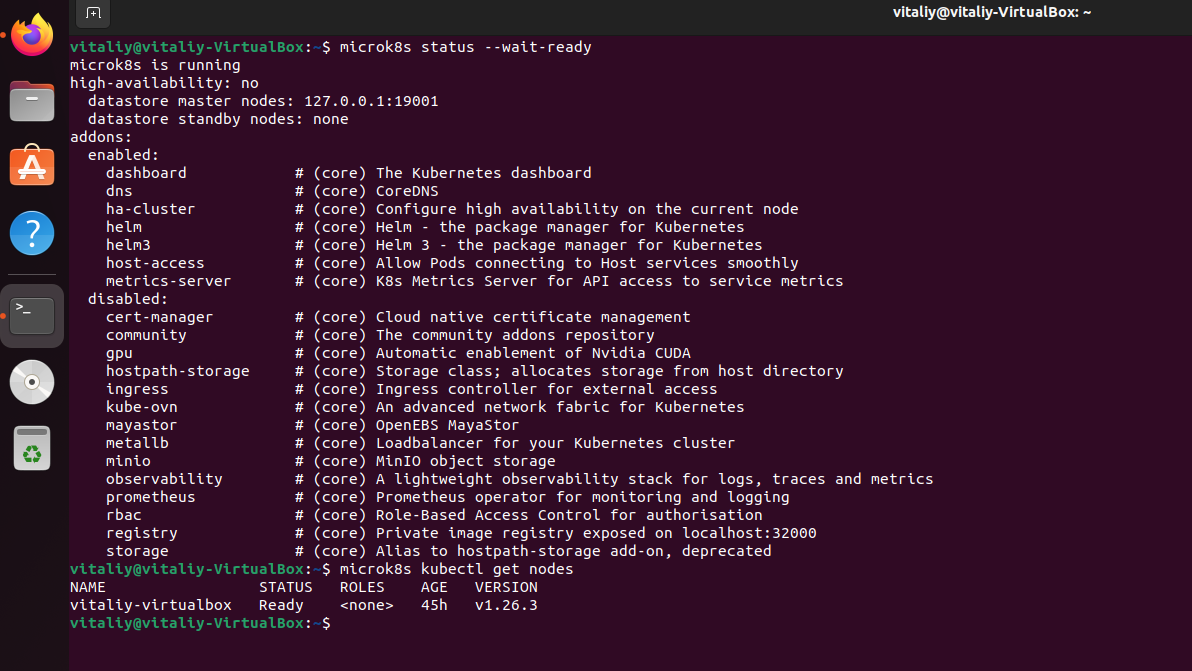 vitaliy@vitaliy-VirtualBox: ~
vitaliy@vitaliy-VirtualBox:~$ microk8s status --wait-ready
microk8s is running
high-availability: no
  datastore master nodes: 127.0.0.1:19001
  datastore standby nodes: none
addons:
  enabled:
    dashboard            # (core) The Kubernetes dashboard
    dns                  # (core) CoreDNS
    ha-cluster           # (core) Configure high availability on the current node
    helm                 # (core) Helm - the package manager for Kubernetes
    helm3                # (core) Helm 3 - the package manager for Kubernetes
    host-access          # (core) Allow Pods connecting to Host services smoothly
    metrics-server       # (core) K8s Metrics Server for API access to service metrics
  disabled:
    cert-manager         # (core) Cloud native certificate management
    community            # (core) The community addons repository
    gpu                  # (core) Automatic enablement of Nvidia CUDA
    hostpath-storage     # (core) Storage class; allocates storage from host directory
    ingress              # (core) Ingress controller for external access
    kube-ovn             # (core) An advanced network fabric for Kubernetes
    mayastor             # (core) OpenEBS MayaStor
    metallb              # (core) Loadbalancer for your Kubernetes cluster
    minio                # (core) MinIO object storage
    observability        # (core) A lightweight observability stack for logs, traces and metrics
    prometheus           # (core) Prometheus operator for monitoring and logging
    rbac                 # (core) Role-Based Access Control for authorisation
    registry             # (core) Private image registry exposed on localhost:32000
    storage              # (core) Alias to hostpath-storage add-on, deprecated
vitaliy@vitaliy-VirtualBox:~$ microk8s kubectl get nodes
NAME                 STATUS   ROLES    AGE   VERSION
vitaliy-virtualbox   Ready    <none>   45h   v1.26.3
vitaliy@vitaliy-VirtualBox:~$